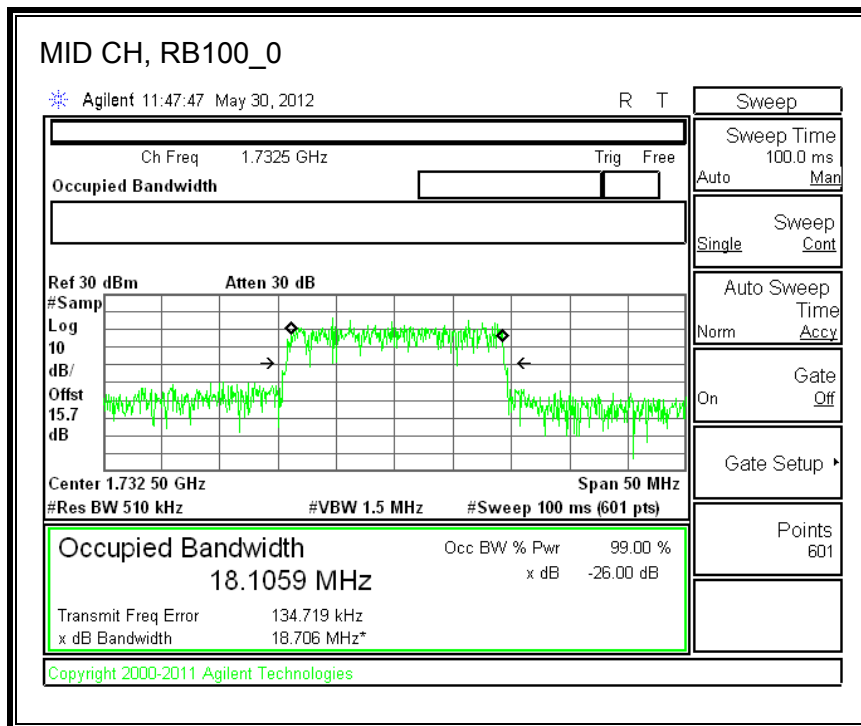 MID CH, RB100_0
Agilent 11:47:47 May 30, 2012 R T
Ch Freq 1.7325 GHz Trig Free
Occupied Bandwidth
Ref 30 dBm Atten 30 dB
#Samp
Log
10
dB/
Offst
15.7
dB
Center 1.732 50 GHz Span 50 MHz
#Res BW 510 kHz #VBW 1.5 MHz #Sweep 100 ms (601 pts)
Occupied Bandwidth Occ BW % Pwr 99.00 %
18.1059 MHz x dB -26.00 dB
Transmit Freq Error 134.719 kHz
x dB Bandwidth 18.706 MHz*
Copyright 2000-2011 Agilent Technologies
Sweep
Sweep Time
100.0 ms
Auto Man
Sweep
Single Cont
Auto Sweep
Time
Norm Accy
Gate
On Off
Gate Setup
Points
601